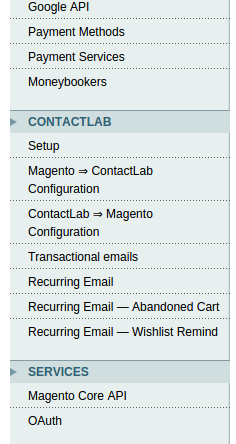 Google API
Payment Methods
Payment Services
Moneybookers
CONTACTLAB
Setup
Magento ⇒ ContactLab
Configuration
ContactLab ⇒ Magento
Configuration
Transactional emails
Recurring Email
Recurring Email — Abandoned Cart
Recurring Email — Wishlist Remind
SERVICES
Magento Core API
OAuth